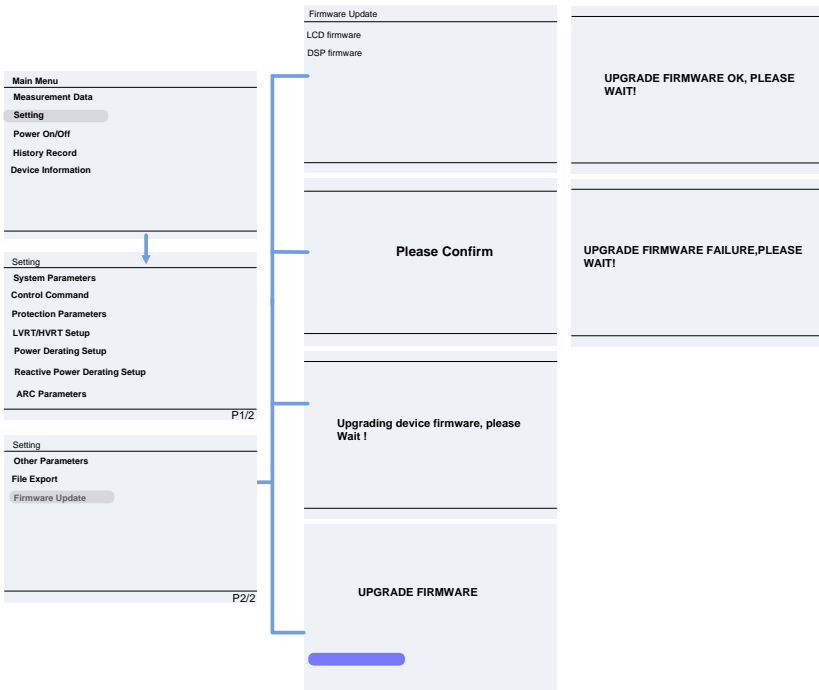 Main Menu
Measurement Data
Setting
Power On/Off
History Record
Device Information
Setting
System Parameters
Control Command
Protection Parameters
LVRT/HVRT Setup
Power Derating Setup
Reactive Power Derating Setup
ARC Parameters
P1/2
Setting
Other Parameters
File Export
Firmware Update
P2/2
Firmware Update
LCD firmware
DSP firmware
Please Confirm
Upgrading device firmware, please
Wait !
UPGRADE FIRMWARE
UPGRADE FIRMWARE OK, PLEASE
WAIT!
UPGRADE FIRMWARE FAILURE,PLEASE
WAIT!